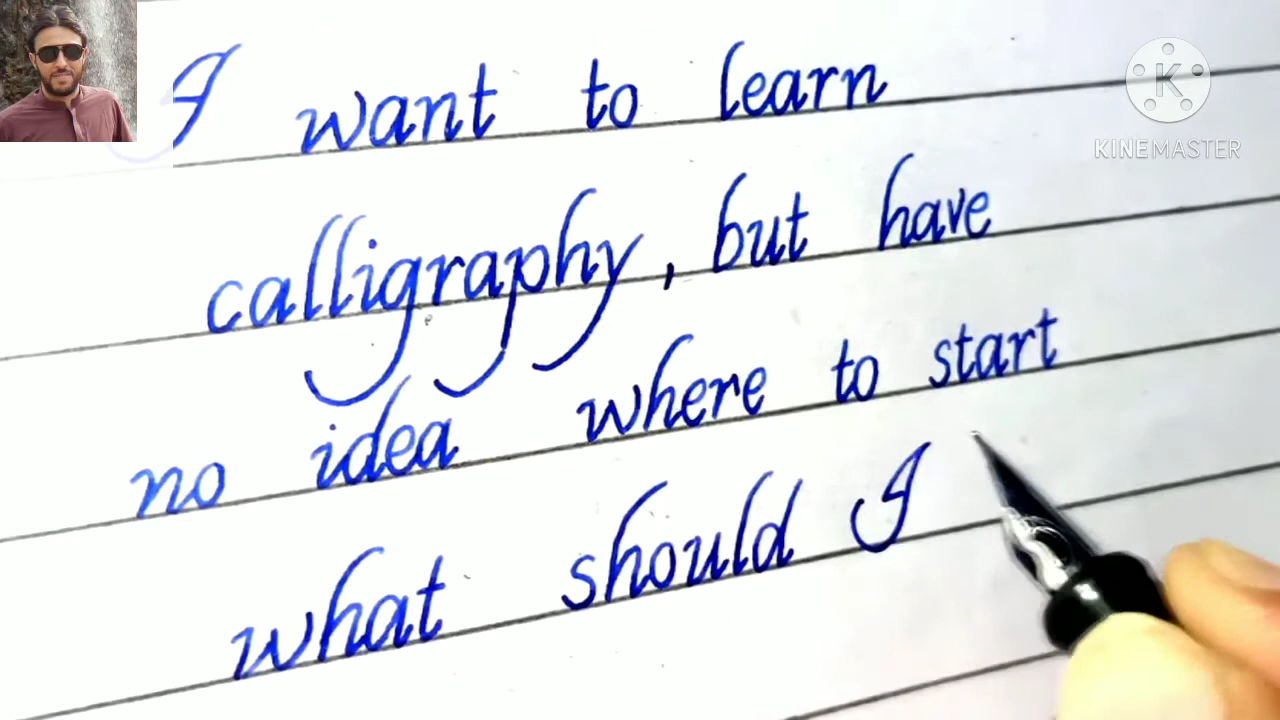 I want to learn
calligraphy, but have
no idea where to start
what should I
KINEMASTER